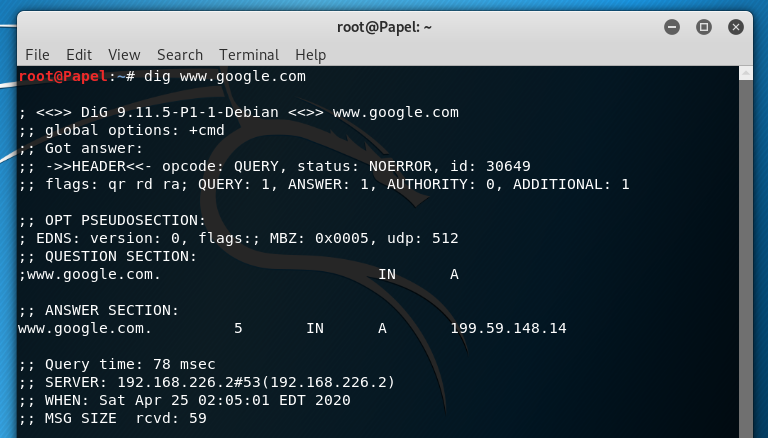 root@Papel: ~
File Edit View Search Terminal Help
root@Papel:~# dig www.google.com
; <<>> DiG 9.11.5-P1-1-Debian <<>> www.google.com
;; global options: +cmd
;; Got answer:
;; ->>HEADER<<- opcode: QUERY, status: NOERROR, id: 30649
;; flags: qr rd ra; QUERY: 1, ANSWER: 1, AUTHORITY: 0, ADDITIONAL: 1
;; OPT PSEUDOSECTION:
; EDNS: version: 0, flags:; MBZ: 0x0005, udp: 512
;; QUESTION SECTION:
;www.google.com. IN A
;; ANSWER SECTION:
www.google.com. 5 IN A 199.59.148.14
;; Query time: 78 msec
;; SERVER: 192.168.226.2#53(192.168.226.2)
;; WHEN: Sat Apr 25 02:05:01 EDT 2020
;; MSG SIZE  rcvd: 59